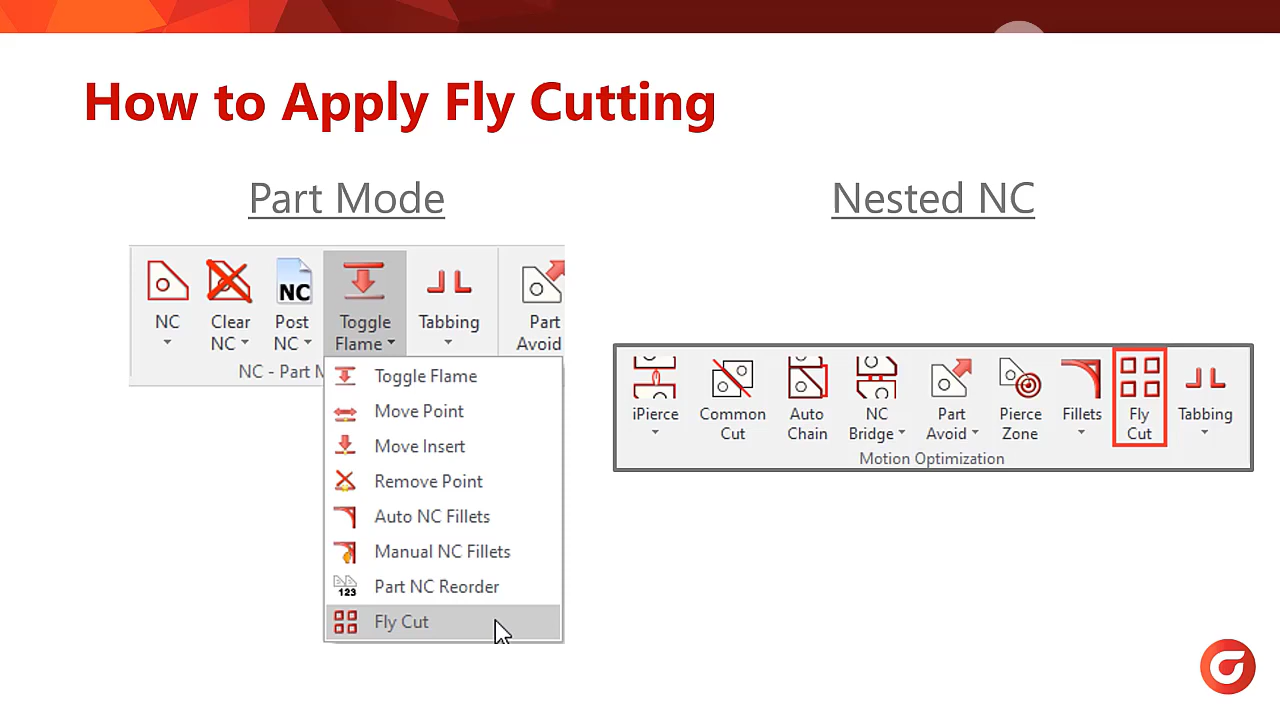 How to Apply Fly Cutting
Part Mode
NC
Clear
NC
Post
NC
NC
Toggle
Flame
Tabbing
Part
Avoid
NC - Part M
Toggle Flame
Move Point
Move Insert
Remove Point
Auto NC Fillets
Manual NC Fillets
123
Part NC Reorder
Fly Cut
Nested NC
iPierce
Common
Cut
Auto
Chain
NC
Bridge
Part
Avoid
Pierce
Zone
Fillets
Fly
Cut
Tabbing
Motion Optimization